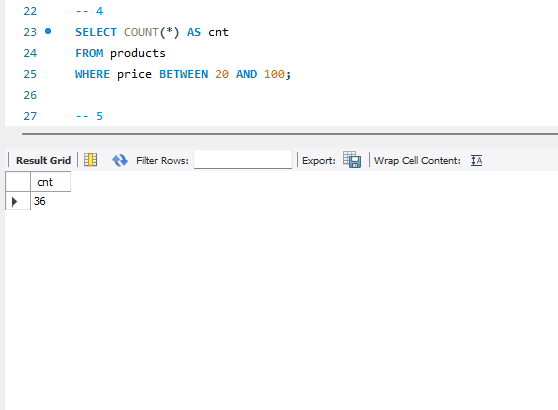 22 -- 4
23 SELECT COUNT(*) AS cnt
24 FROM products
25 WHERE price BETWEEN 20 AND 100;
26
27 -- 5
Result Grid Filter Rows: Export: Wrap Cell Content: IA
cnt
36